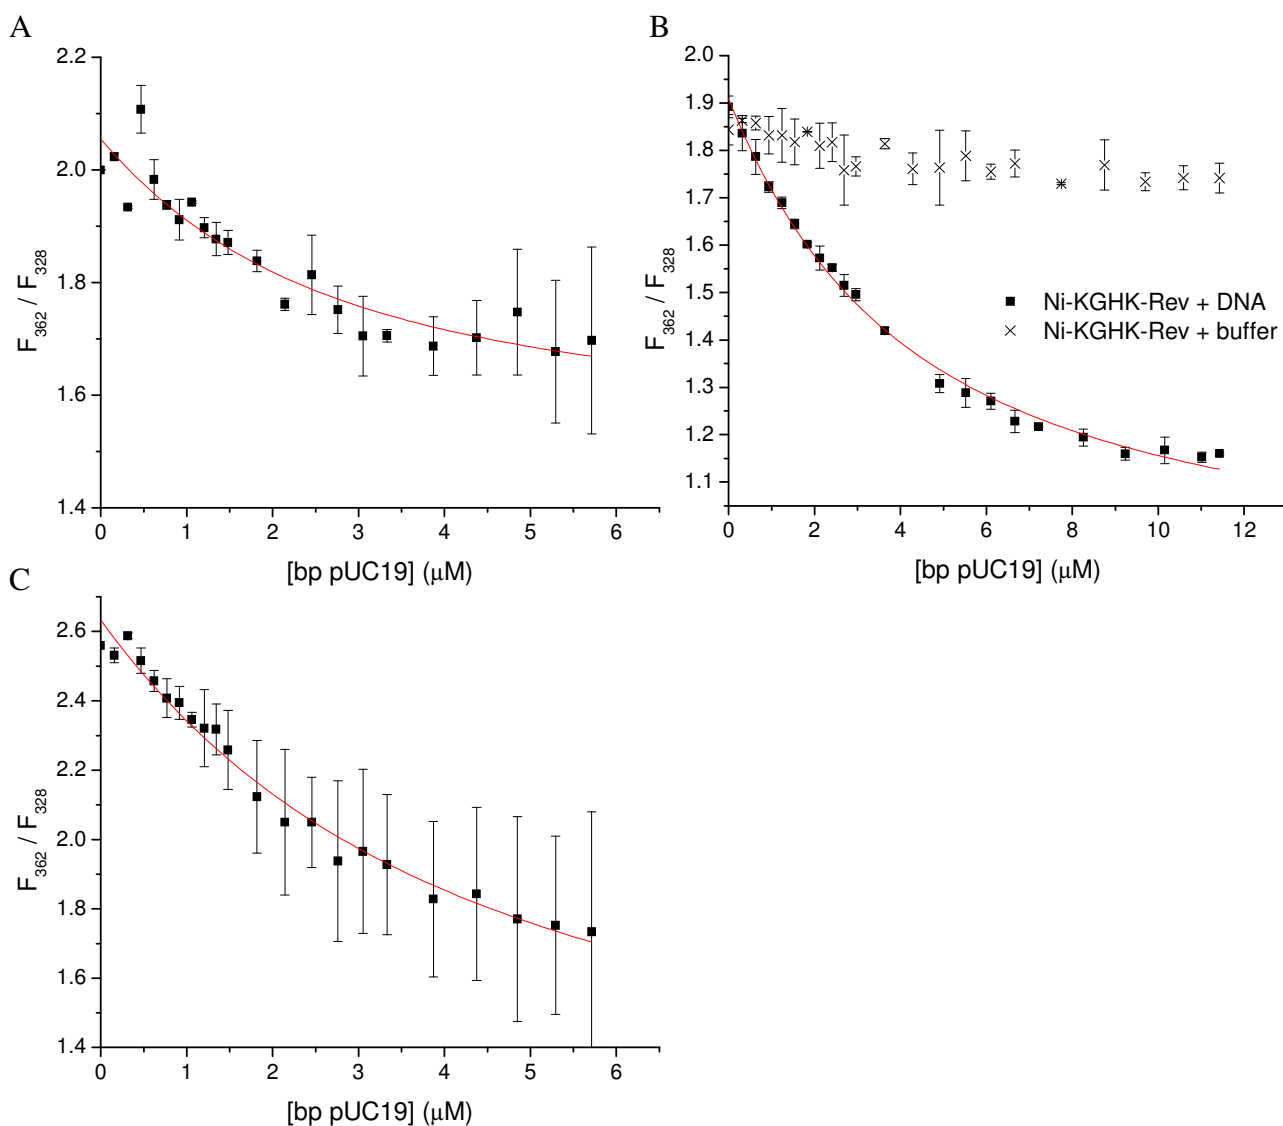 A
2.2
2.0
1.8
1.6
1.4
F362 / F328
0 1 2 3 4 5 6
[bp pUC19] (μM)
B
2.0
1.9
1.8
1.7
1.6
1.5
1.4
1.3
1.2
1.1
F362 / F328
Ni-KGHK-Rev + DNA
Ni-KGHK-Rev + buffer
0 2 4 6 8 10 12
[bp pUC19] (μM)
C
2.6
2.4
2.2
2.0
1.8
1.6
1.4
F362 / F328
0 1 2 3 4 5 6
[bp pUC19] (μM)